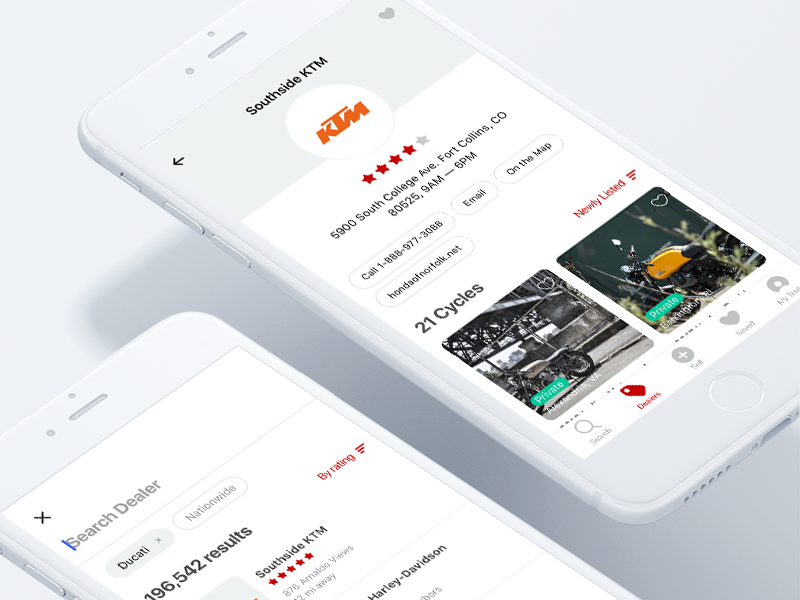 Southside KTM
KTM
5900 South College Ave. Fort Collins, CO
80525, 9AM — 6PM
Call 1-888-977-3088
Email
On the Map
hondaofnorfolk.net
Newly Listed
21 Cycles
Private
Private
Alexandria, VA
Search
Dealers
Sell
Saved
Search Dealer
Ducati ×
Nationwide
By rating
196,542 results
Southside KTM
876 Arnaldo Views
mi away
Harley-Davidson